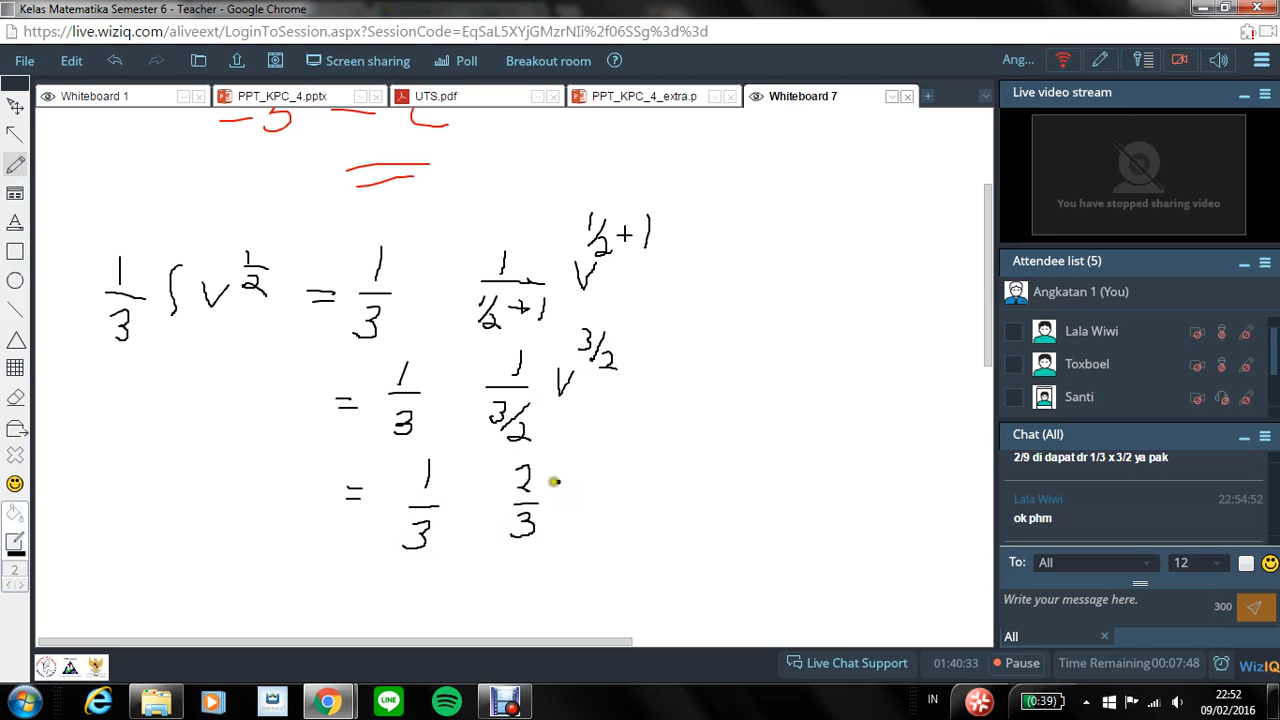 Kelas Matematika Semester 6 - Teacher - Google Chrome
https://live.wiziq.com/aliveext/LoginToSession.aspx?SessionCode=EqSaL5XYjGMzrNIi%2f06SSg%3d%3d
File Edit Screen sharing Poll Breakout room ? Ang...
Whiteboard 1 PPT_KPC_4.pptx UTS.pdf PPT_KPC_4_extra.p Whiteboard 7
1/3 ∫ v^1/2 = 1/3 1/(1/2 + 1) v^1/2 + 1
= 1/3 1/(3/2) v^3/2
= 1/3 2/3
Live video stream
You have stopped sharing video
Attendee list (5)
Angkatan 1 (You)
Lala Wiwi
Toxboel
Santi
Chat (All)
2/9 di dapat dr 1/3 x 3/2 ya pak
Lala Wiwi 22:54:52
ok phm
To: All 12
Write your message here. 300
All
2
Live Chat Support 01:40:33 Pause Time Remaining 00:07:48 WizIQ
IN (0:39) 22:52
09/02/2016